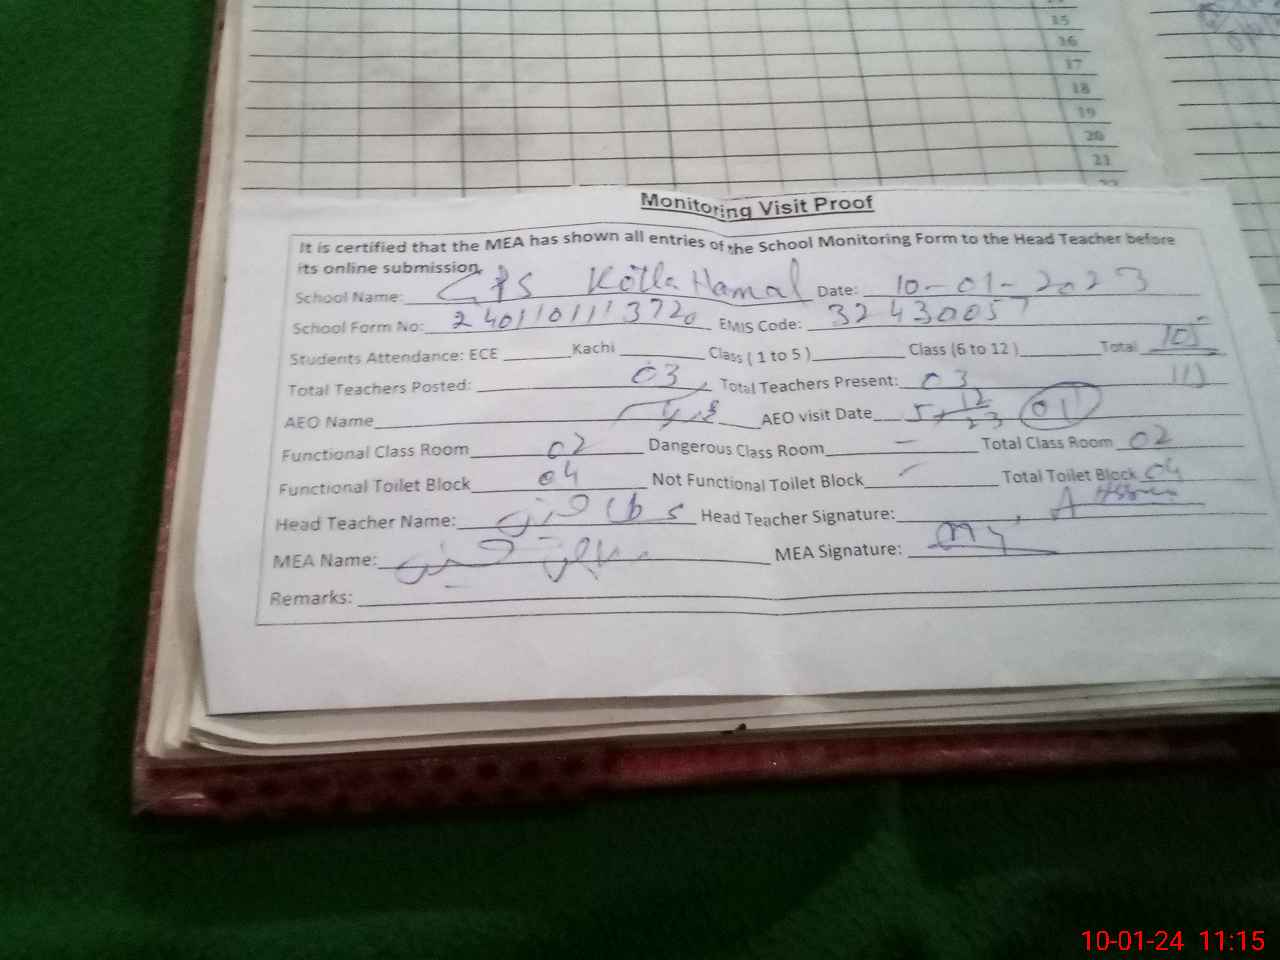 15
16
17
18
19
20
21
Monitoring Visit Proof
It is certified that the MEA has shown all entries of the School Monitoring Form to the Head Teacher before
its online submission.
School Name: GPS Kotla Hamal Date: 10-01-2023
School Form No: 2401101113720 EMIS Code: 32430057
Students Attendance: ECE Kachi Class ( 1 to 5 ) Class (6 to 12 ) Total 105
Total Teachers Posted: 03 Total Teachers Present: 03 111
AEO Name AEO visit Date 5 12 23 01
Functional Class Room 02 Dangerous Class Room – Total Class Room 02
Functional Toilet Block 04 Not Functional Toilet Block – Total Toilet Block 04
Head Teacher Name: Head Teacher Signature:
MEA Name: MEA Signature:
Remarks:
10-01-24 11:15